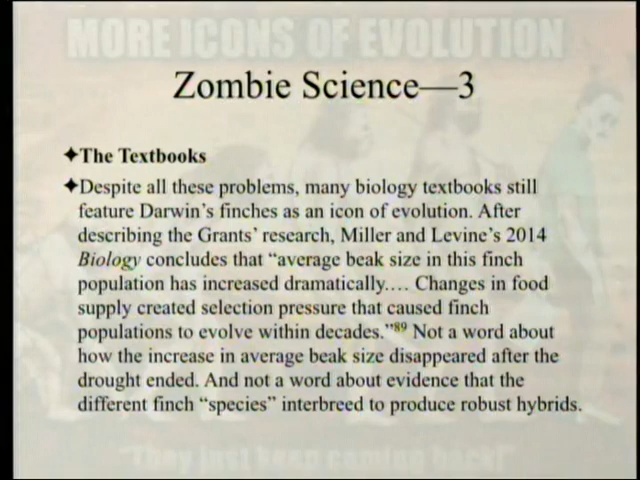 MORE ICONS OF EVOLUTION
Zombie Science—3
✦The Textbooks
✦Despite all these problems, many biology textbooks still
feature Darwin's finches as an icon of evolution. After
describing the Grants' research, Miller and Levine's 2014
Biology concludes that “average beak size in this finch
population has increased dramatically.… Changes in food
supply created selection pressure that caused finch
populations to evolve within decades.”89 Not a word about
how the increase in average beak size disappeared after the
drought ended. And not a word about evidence that the
different finch “species” interbreed to produce robust hybrids.
"They just keep coming back!"